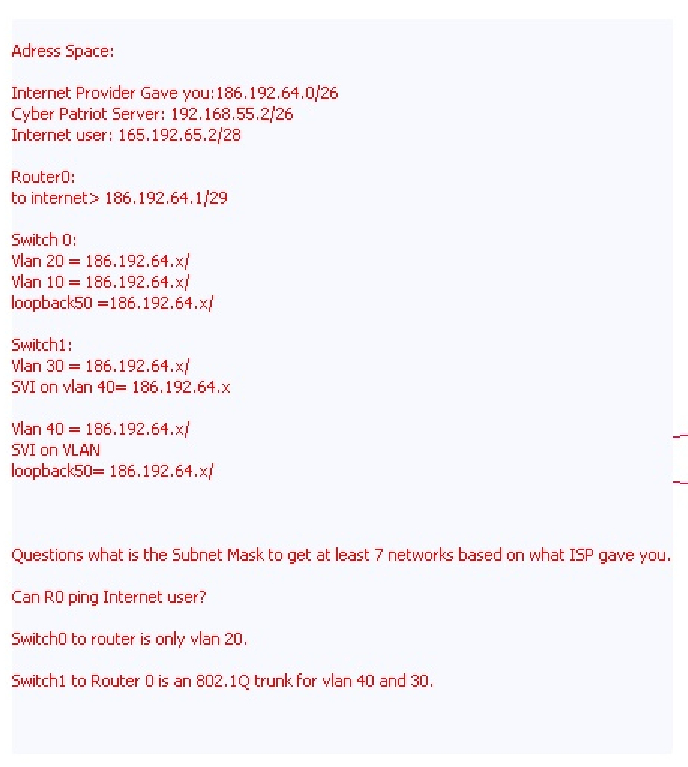 Adress Space:
Internet Provider Gave you:186.192.64.0/26
Cyber Patriot Server: 192.168.55.2/26
Internet user: 165.192.65.2/28
Router0:
to internet> 186.192.64.1/29
Switch 0:
Vlan 20 = 186.192.64.x/
Vlan 10 = 186.192.64.x/
loopback50 =186.192.64.x/
Switch1:
Vlan 30 = 186.192.64.x/
SVI on vlan 40= 186.192.64.x
Vlan 40 = 186.192.64.x/
SVI on VLAN
loopback50= 186.192.64.x/
Questions what is the Subnet Mask to get at least 7 networks based on what ISP gave you.
Can R0 ping Internet user?
Switch0 to router is only vlan 20.
Switch1 to Router 0 is an 802.1Q trunk for vlan 40 and 30.